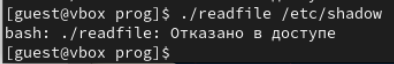 [guest@vbox prog]$ ./readfile /etc/shadow
bash: ./readfile: Отказано в доступе
[guest@vbox prog]$